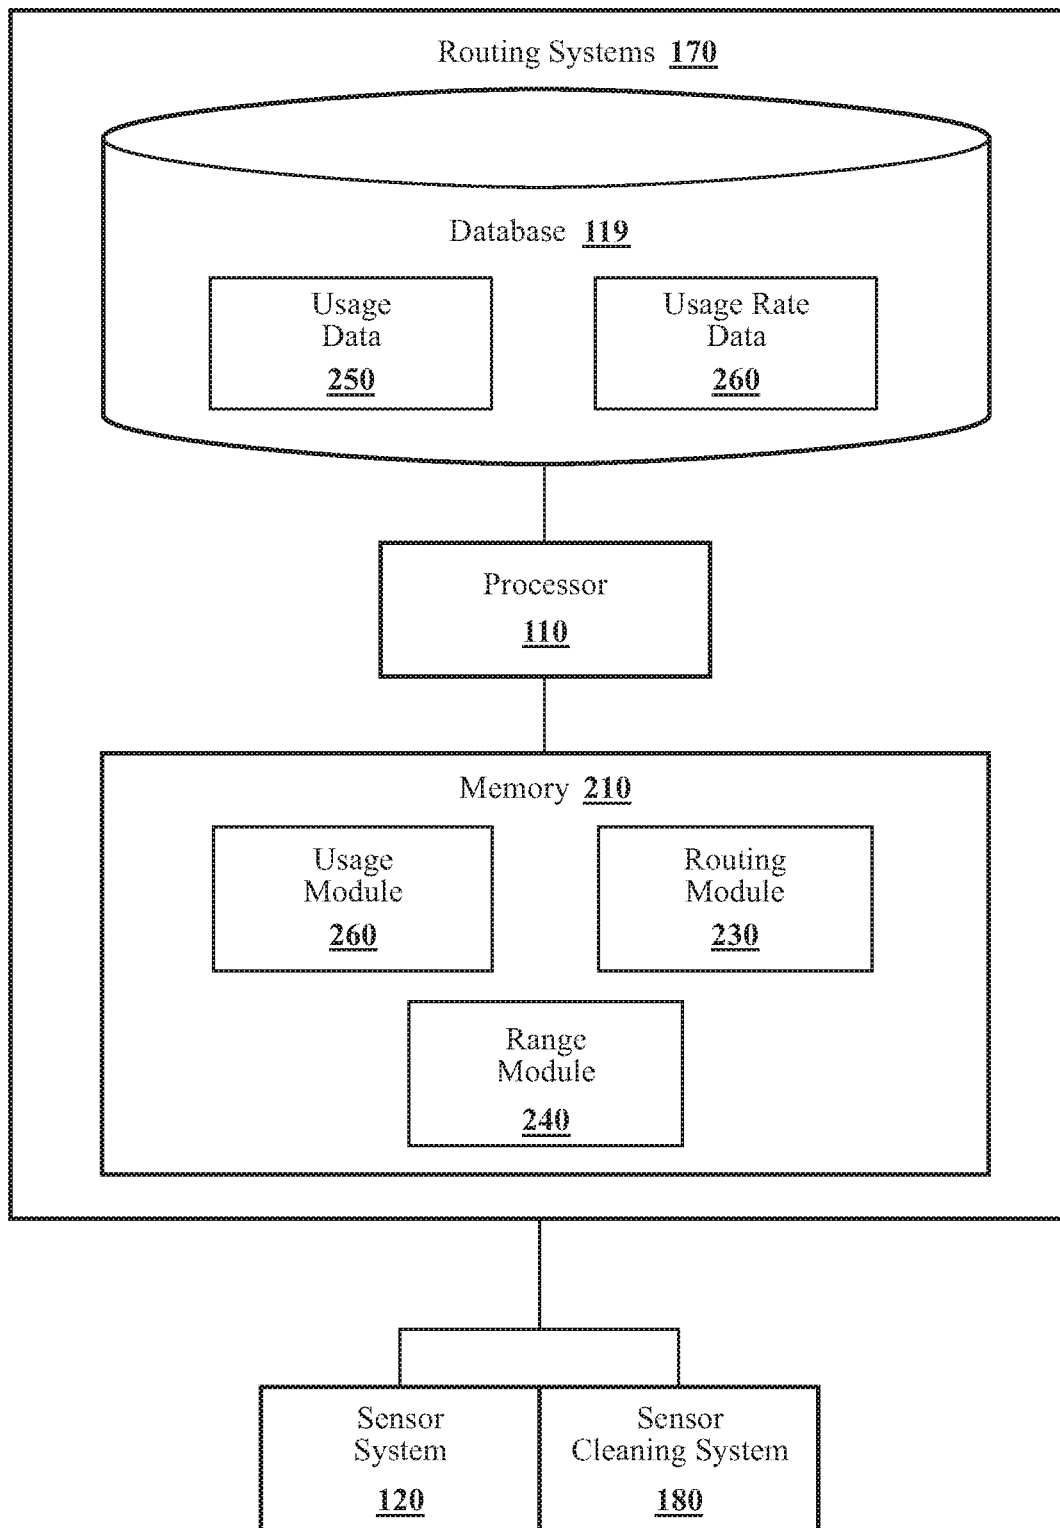 Routing Systems 170
Database 119
Usage
Data
250
Usage Rate
Data
260
Processor
110
Memory 210
Usage
Module
260
Routing
Module
230
Range
Module
240
Sensor
System
120
Sensor
Cleaning System
180